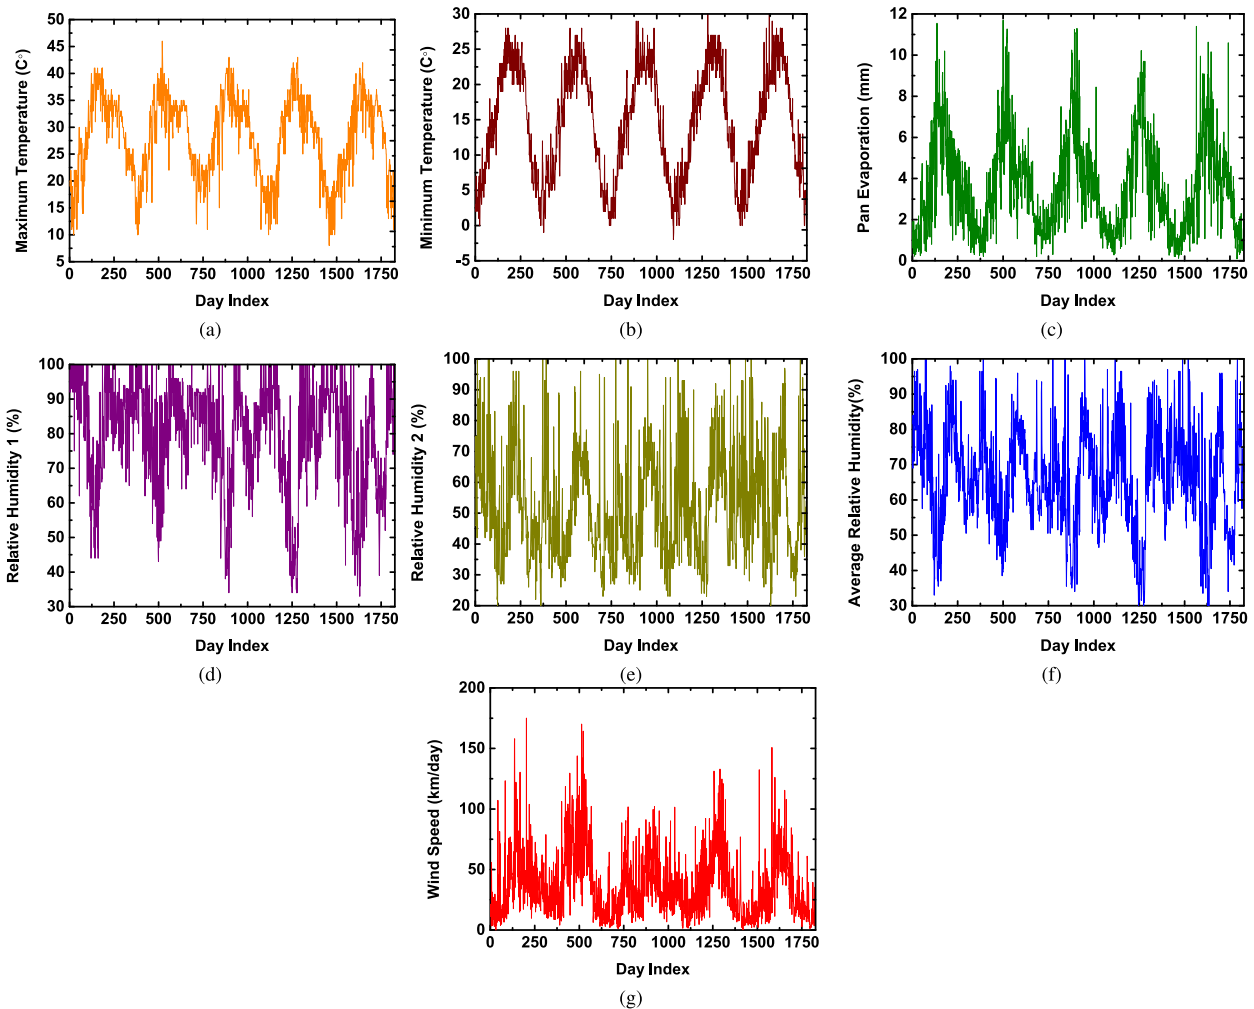 50
45
40
35
30
25
20
15
10
5
Maximum Temperature (C°)
0 250 500 750 1000 1250 1500 1750
Day Index
(a)
30
25
20
15
10
5
0
-5
Minimum Temperature (C°)
0 250 500 750 1000 1250 1500 1750
Day Index
(b)
12
10
8
6
4
2
0
Pan Evaporation (mm)
0 250 500 750 1000 1250 1500 1750
Day Index
(c)
100
90
80
70
60
50
40
30
Relative Humidity 1 (%)
0 250 500 750 1000 1250 1500 1750
Day Index
(d)
100
90
80
70
60
50
40
30
20
Relative Humidity 2 (%)
0 250 500 750 1000 1250 1500 1750
Day Index
(e)
100
90
80
70
60
50
40
30
Average Relative Humidity(%)
0 250 500 750 1000 1250 1500 1750
Day Index
(f)
200
150
100
50
0
Wind Speed (km/day)
0 250 500 750 1000 1250 1500 1750
Day Index
(g)